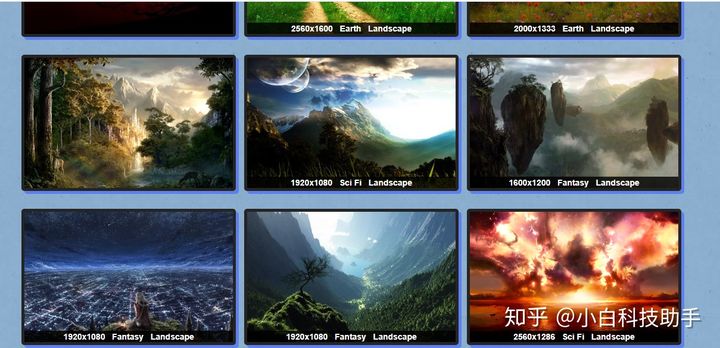 2560x1600 Earth Landscape
2000x1333 Earth Landscape
1920x1080 Sci Fi Landscape
1600x1200 Fantasy Landscape
1920x1080 Fantasy Landscape
1920x1080 Fantasy Landscape
2560x1286 Sci Fi Landscape
知乎 @小白科技助手